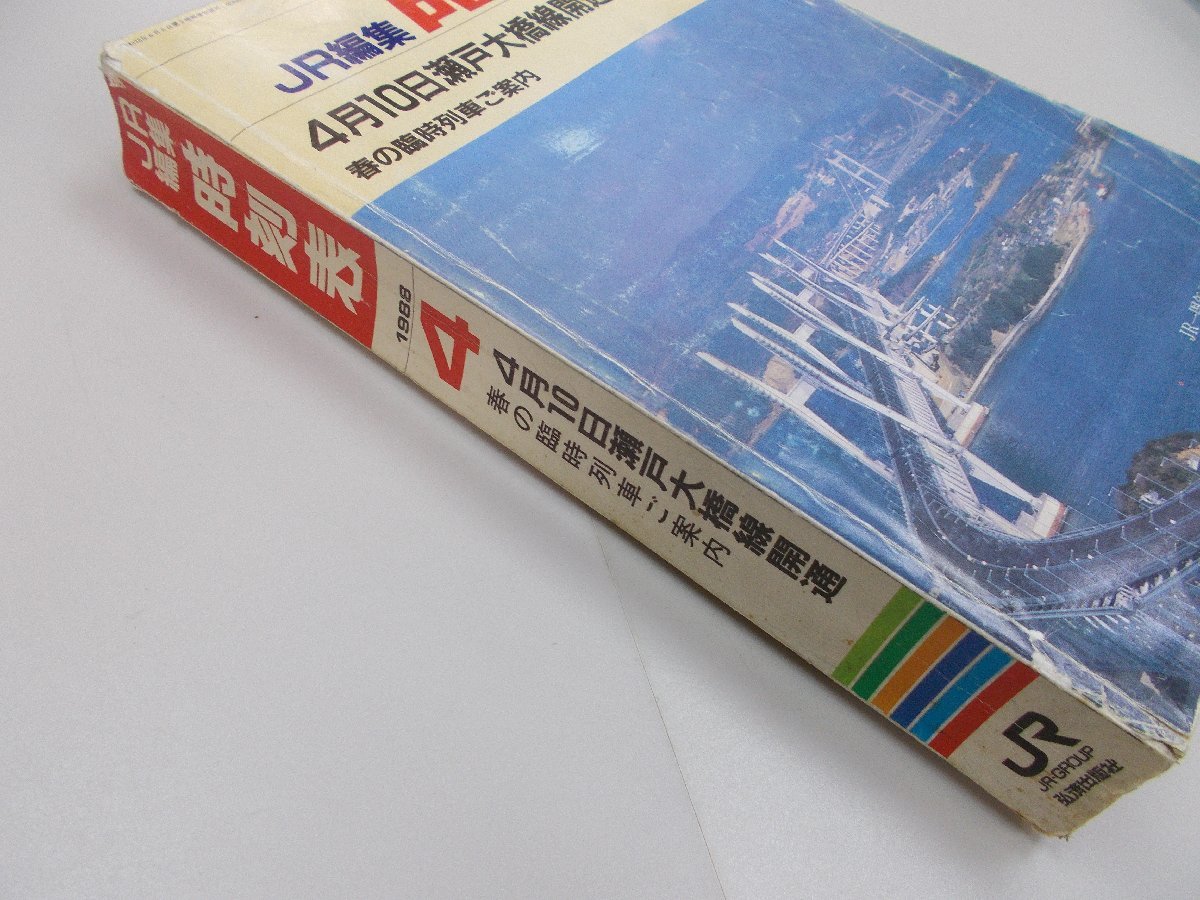 JR編集
4月10日瀬戸大橋線開通
春の臨時列車ご案内
JR編集
時刻表
1988
4
4月10日瀬戸大橋線開通
春の臨時列車ご案内
JR
JR-GROUP
弘済出版社